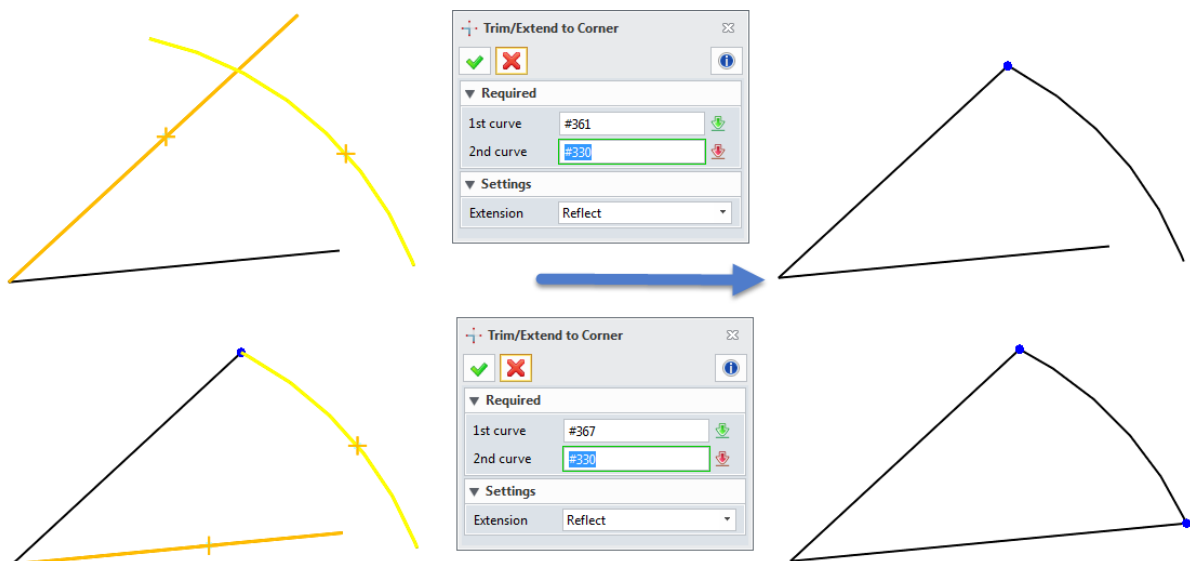 Trim/Extend to Corner
Required
1st curve #361
2nd curve #330
Settings
Extension Reflect
Trim/Extend to Corner
Required
1st curve #367
2nd curve #330
Settings
Extension Reflect